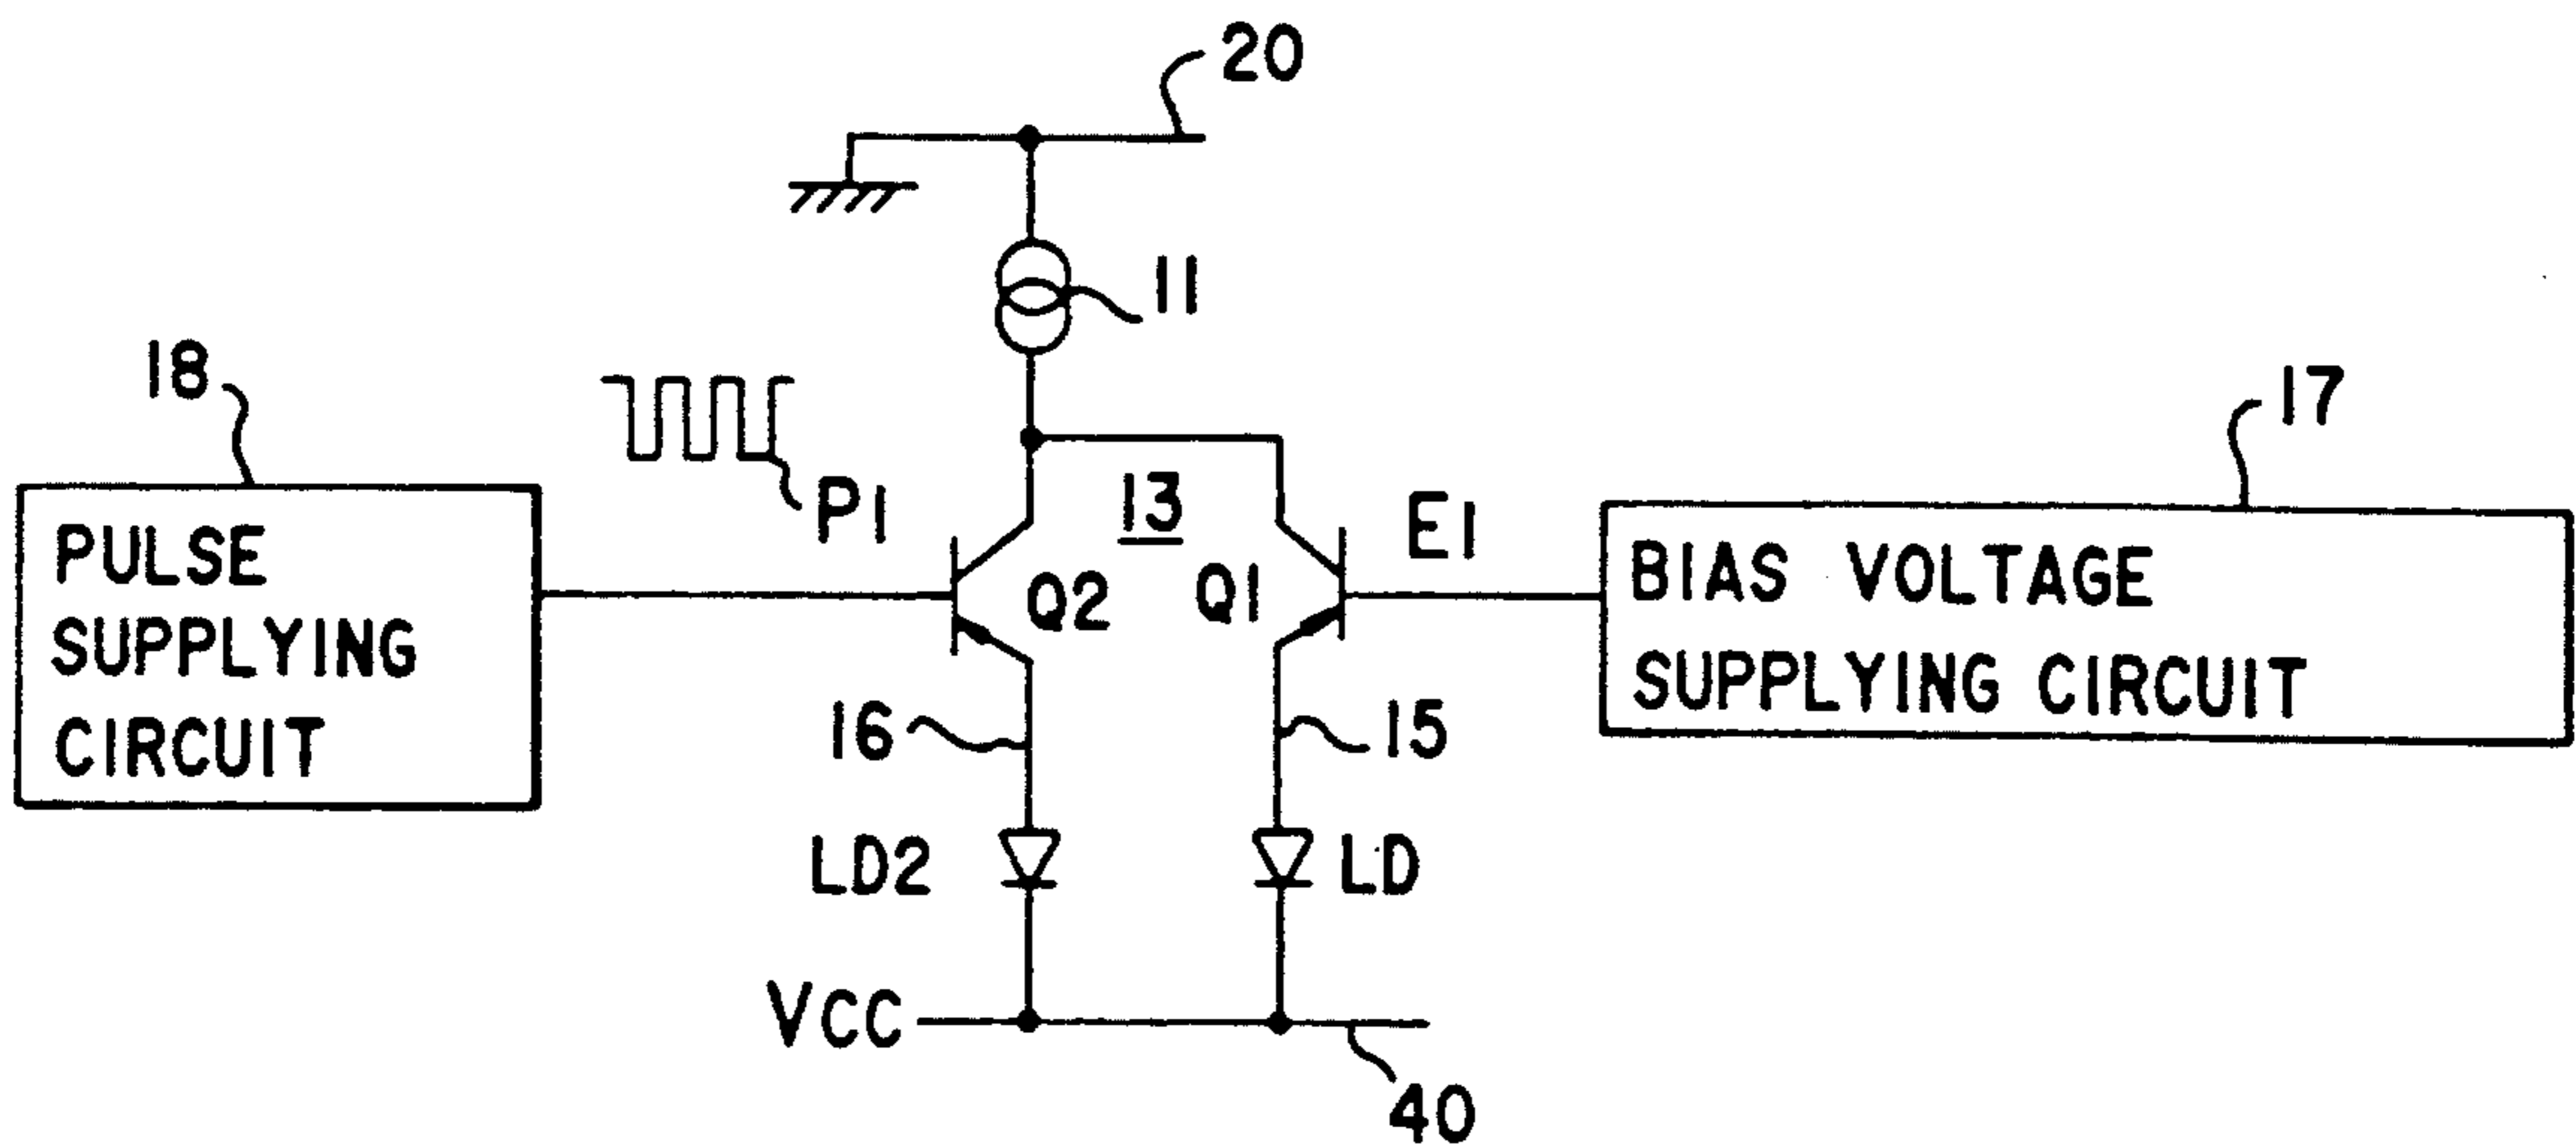 20
11
18
17
P1
13
E1
PULSE
SUPPLYING
CIRCUIT
Q2
Q1
BIAS VOLTAGE
SUPPLYING CIRCUIT
16
15
LD2
LD
VCC
40